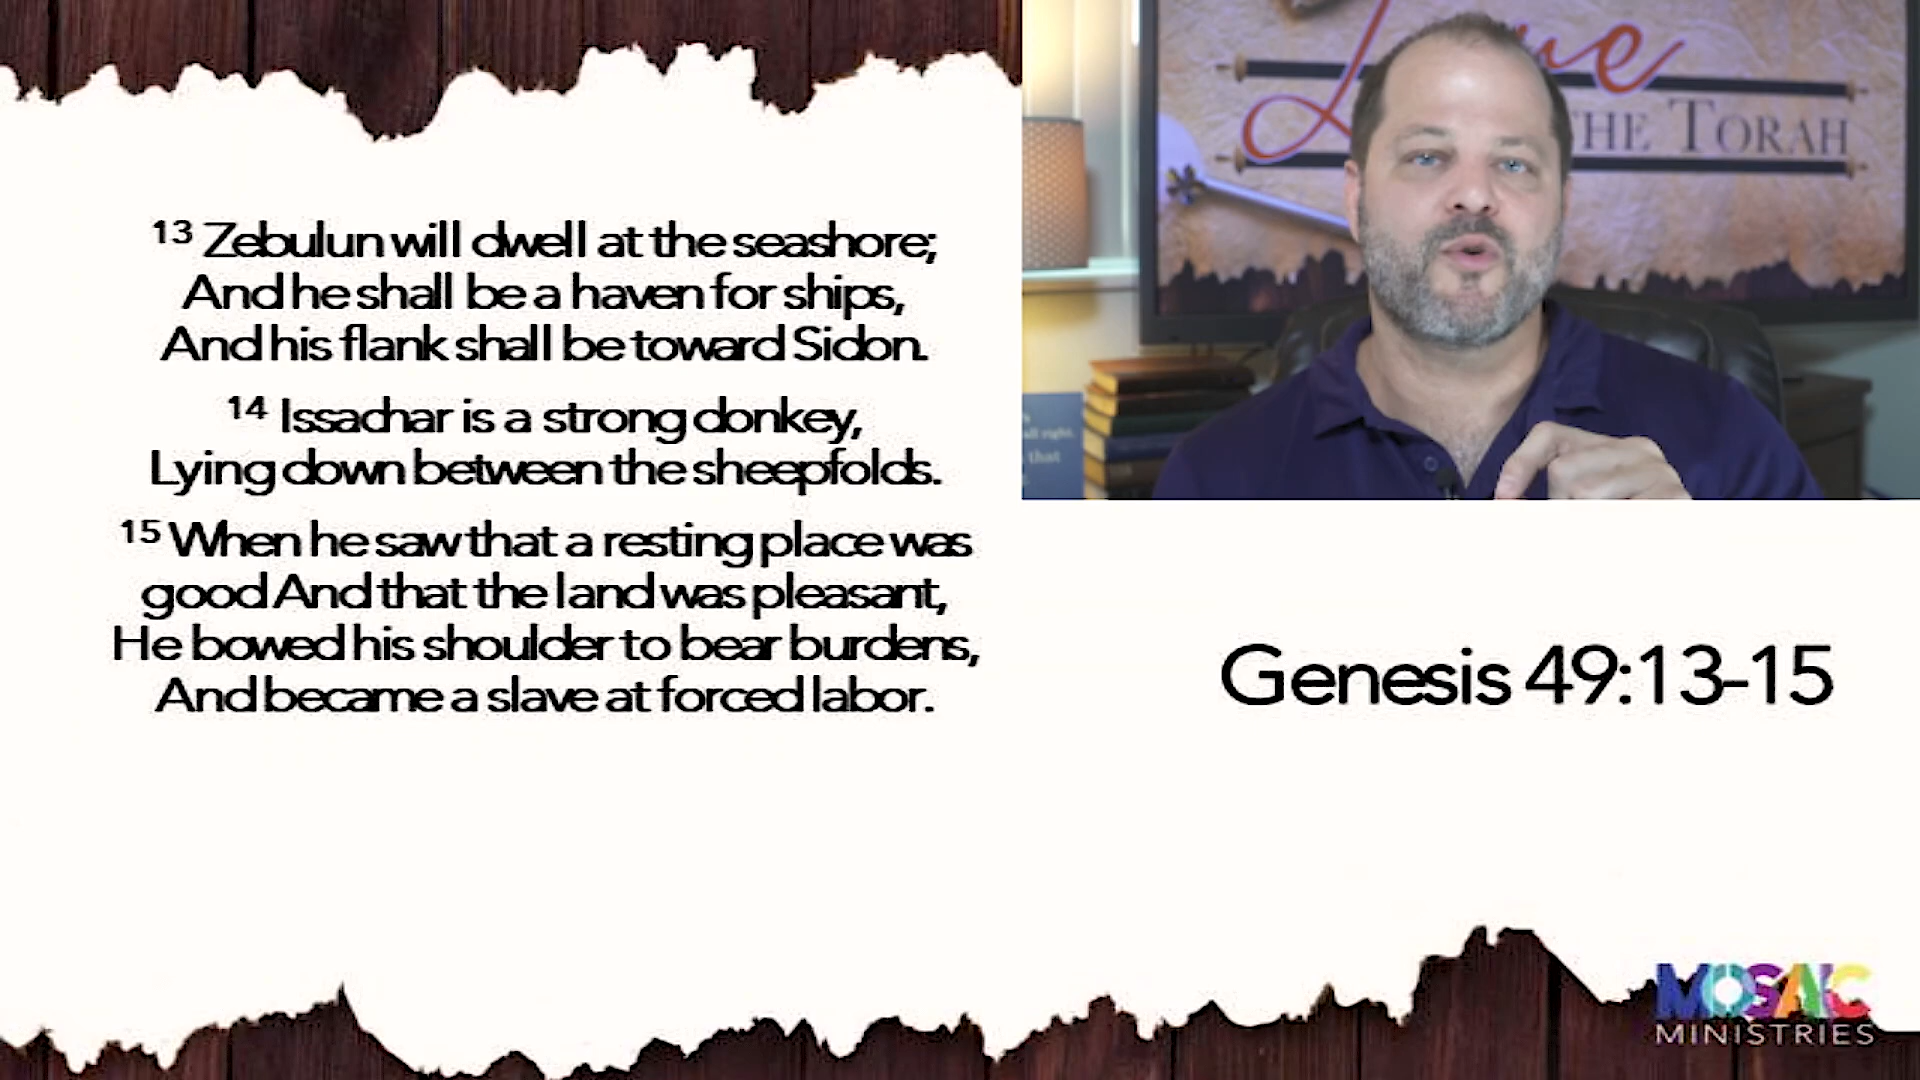 13 Zebulun will dwell at the seashore;
And he shall be a haven for ships,
And his flank shall be toward Sidon.
14 Issachar is a strong donkey,
Lying down between the sheepfolds.
15 When he saw that a resting place was
good And that the land was pleasant,
He bowed his shoulder to bear burdens,
And became a slave at forced labor.
THE TORAH
all right.
that
Genesis 49:13-15
MOSAIC
MINISTRIES